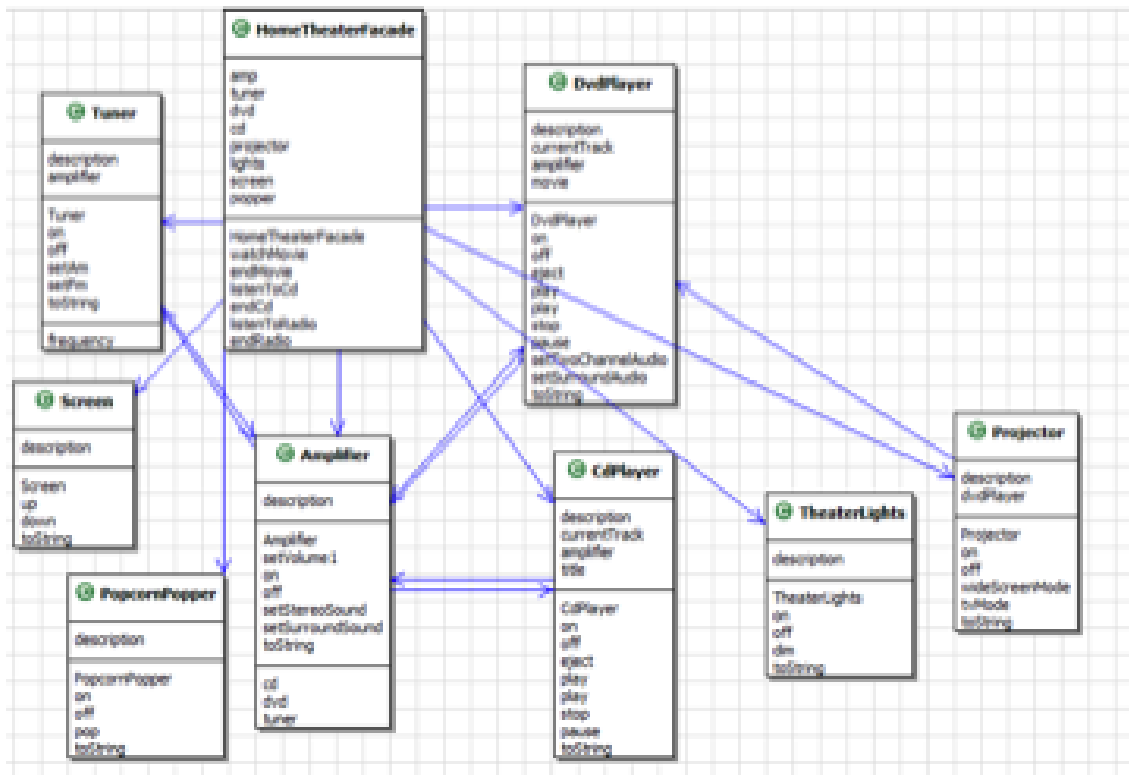 HomeTheaterFacade
amp
tuner
dvd
cd
projector
lights
screen
popper
HomeTheaterFacade
watchMovie
endMovie
listenToCd
endCd
listenToRadio
endRadio
Tuner
description
amplifier
Tuner
on
off
setAm
setFm
toString
frequency
DvdPlayer
description
currentTrack
amplifier
movie
DvdPlayer
on
off
eject
play
play
stop
pause
setTwoChannelAudio
setSurroundAudio
toString
Screen
description
Screen
up
down
toString
Amplifier
description
Amplifier
setVolume1
on
off
setStereoSound
setSurroundSound
toString
cd
dvd
tuner
CdPlayer
description
currentTrack
amplifier
title
CdPlayer
on
off
eject
play
play
stop
pause
toString
Projector
description
dvdPlayer
Projector
on
off
wideScreenMode
tvMode
toString
TheaterLights
description
TheaterLights
on
off
dim
toString
PopcornPopper
description
PopcornPopper
on
off
pop
toString